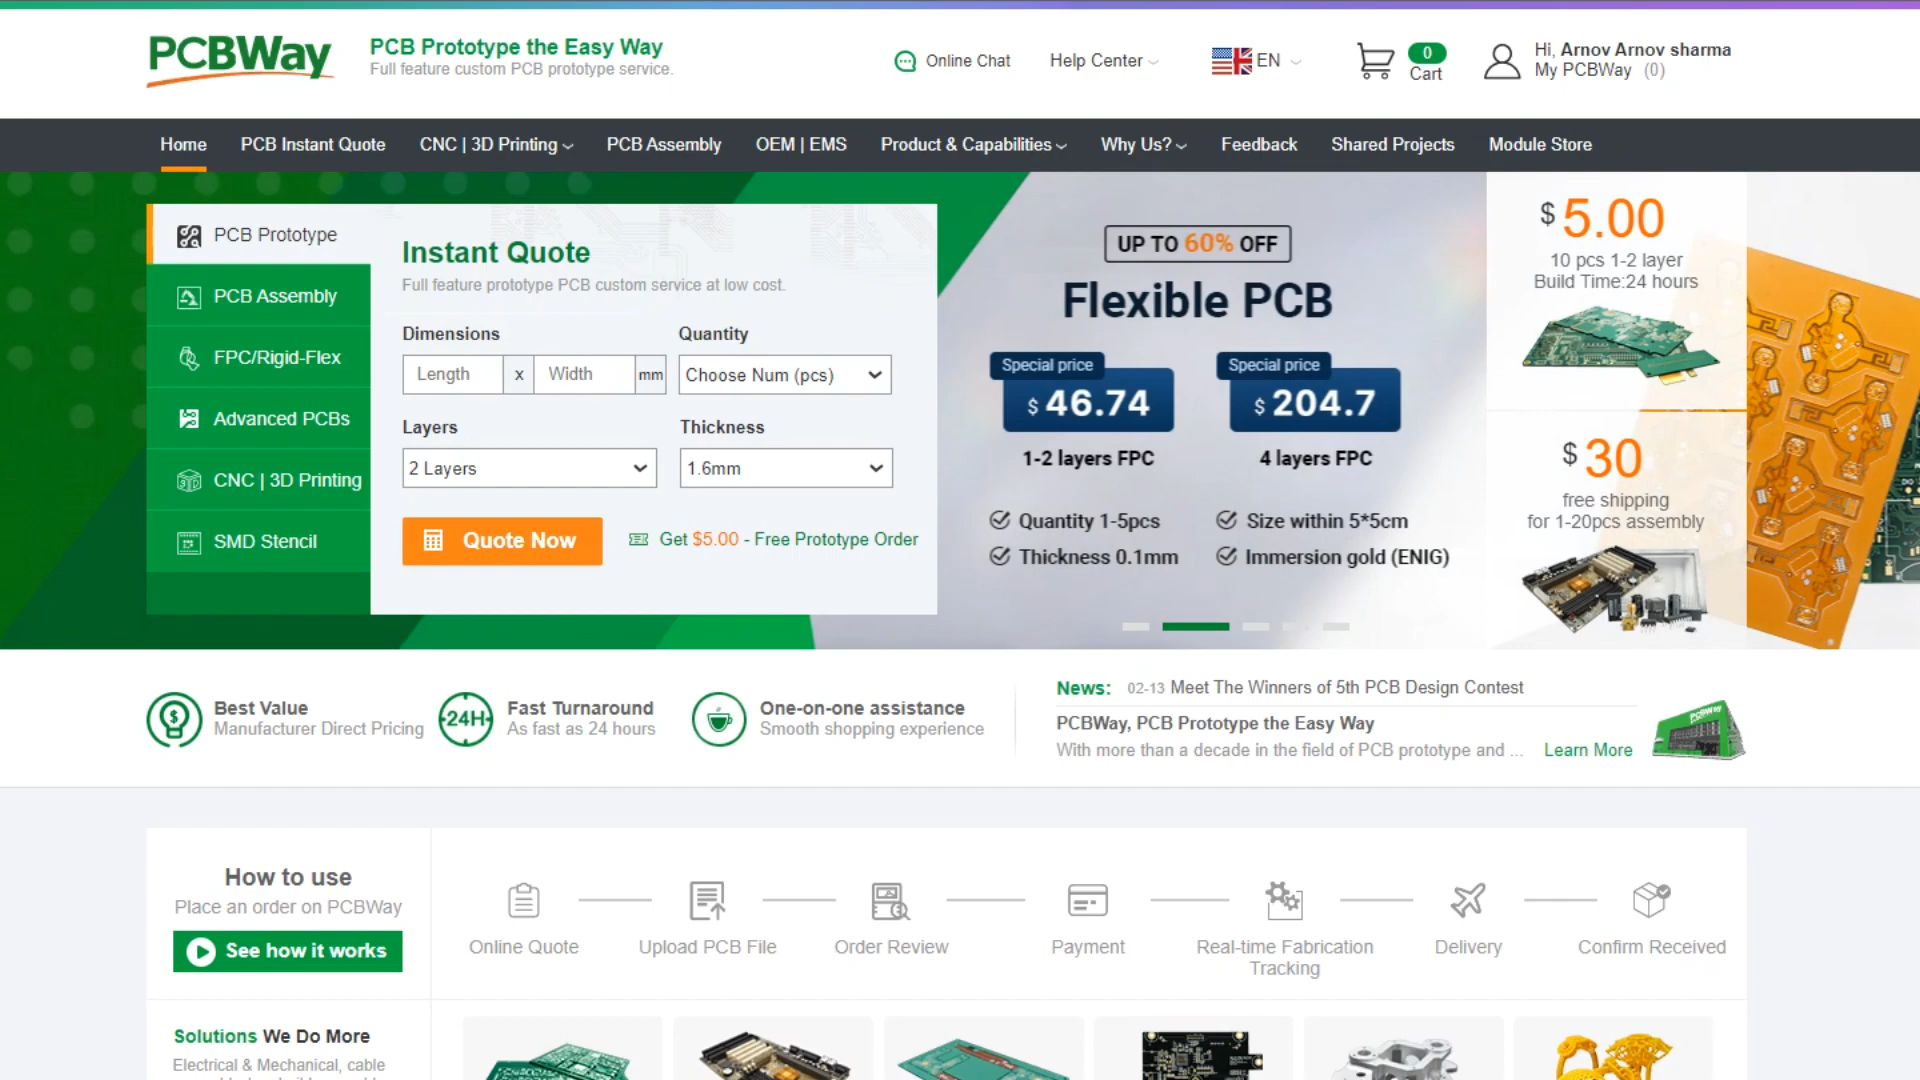 PCBWay
PCB Prototype the Easy Way
Full feature custom PCB prototype service.
Online Chat
Help Center
EN
0
Cart
Hi, Arnov Arnov sharma
My PCBWay (0)
Home
PCB Instant Quote
CNC | 3D Printing
PCB Assembly
OEM | EMS
Product & Capabilities
Why Us?
Feedback
Shared Projects
Module Store
PCB Prototype
PCB Assembly
FPC/Rigid-Flex
Advanced PCBs
CNC | 3D Printing
SMD Stencil
Instant Quote
Full feature prototype PCB custom service at low cost.
Dimensions
Quantity
Length x Width mm
Choose Num (pcs)
Layers
Thickness
2 Layers
1.6mm
Quote Now
Get $5.00 - Free Prototype Order
UP TO 60% OFF
Flexible PCB
Special price
$ 46.74
1-2 layers FPC
Special price
$ 204.7
4 layers FPC
Quantity 1-5pcs
Size within 5*5cm
Thickness 0.1mm
Immersion gold (ENIG)
$ 5.00
10 pcs 1-2 layer
Build Time:24 hours
$ 30
free shipping
for 1-20pcs assembly
Best Value
Manufacturer Direct Pricing
24H
Fast Turnaround
As fast as 24 hours
One-on-one assistance
Smooth shopping experience
News: 02-13 Meet The Winners of 5th PCB Design Contest
PCBWay, PCB Prototype the Easy Way
With more than a decade in the field of PCB prototype and ... Learn More
PCBWay
How to use
Place an order on PCBWay
See how it works
Online Quote
Upload PCB File
Order Review
Payment
Real-time Fabrication
Tracking
Delivery
Confirm Received
Solutions We Do More
Electrical & Mechanical, cable